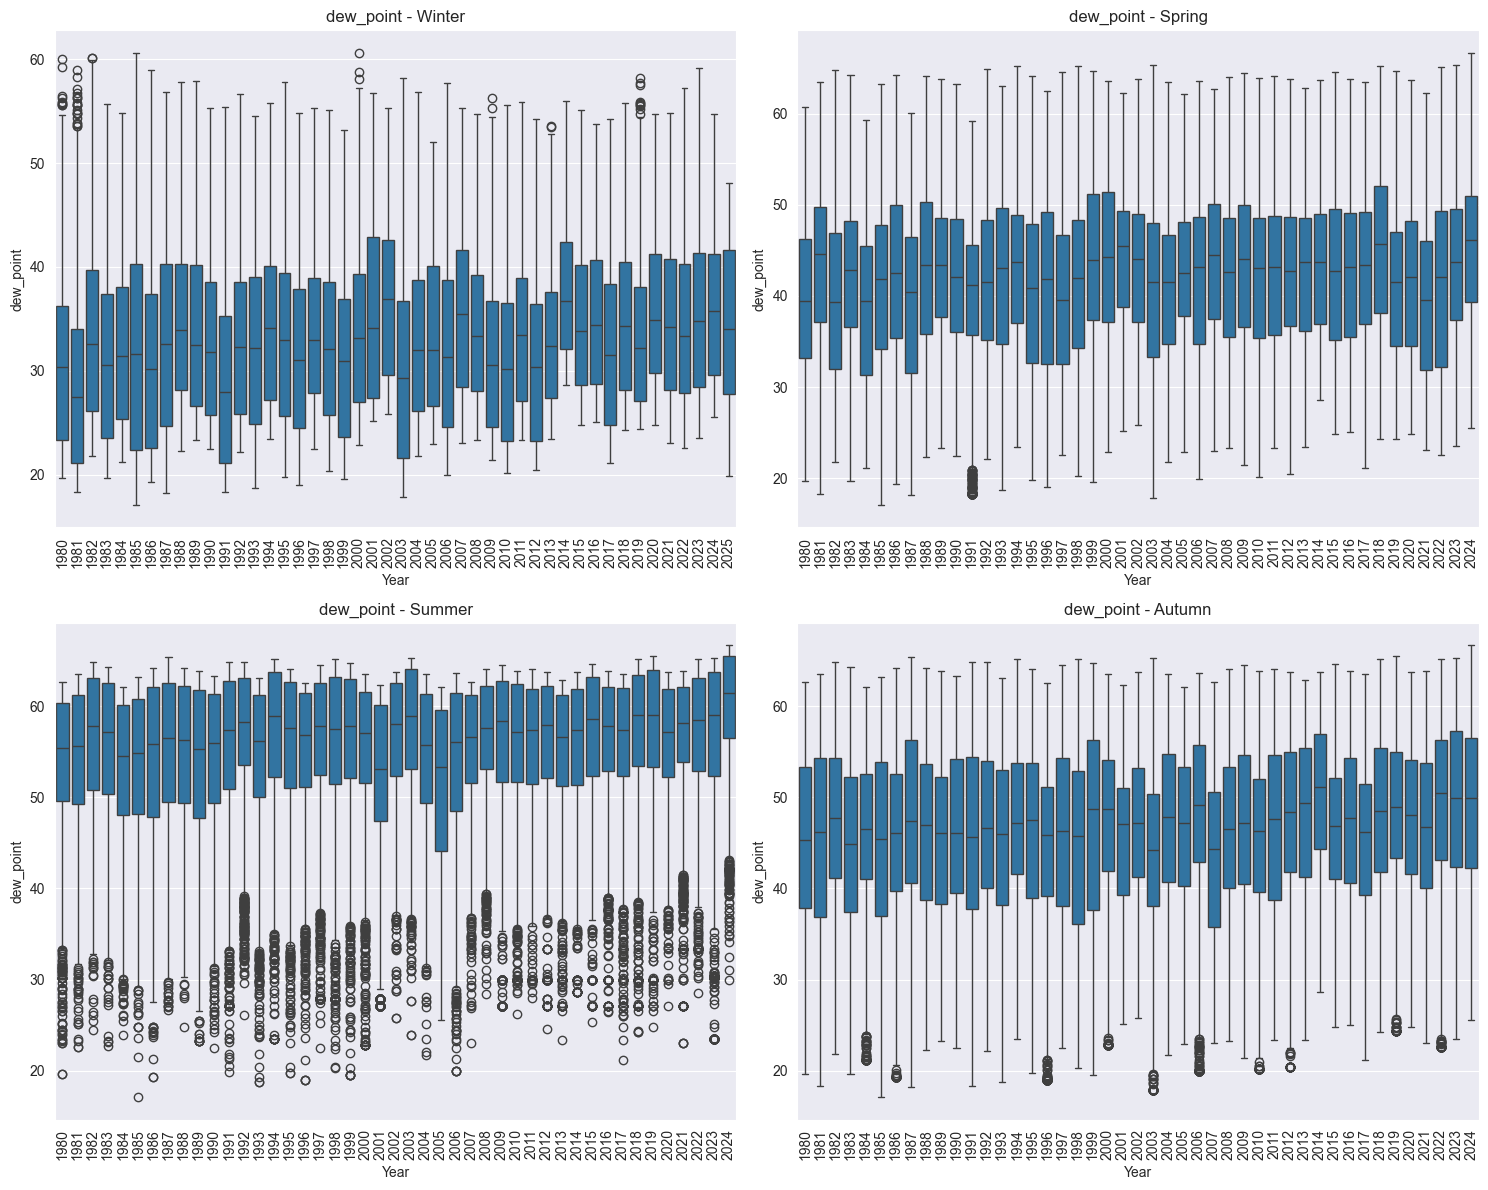 dew_point - Winter
dew_point
60
50
40
30
20
1980 1981 1982 1983 1984 1985 1986 1987 1988 1989 1990 1991 1992 1993 1994 1995 1996 1997 1998 1999 2000 2001 2002 2003 2004 2005 2006 2007 2008 2009 2010 2011 2012 2013 2014 2015 2016 2017 2018 2019 2020 2021 2022 2023 2024 2025
Year
dew_point - Spring
dew_point
60
50
40
30
20
1980 1981 1982 1983 1984 1985 1986 1987 1988 1989 1990 1991 1992 1993 1994 1995 1996 1997 1998 1999 2000 2001 2002 2003 2004 2005 2006 2007 2008 2009 2010 2011 2012 2013 2014 2015 2016 2017 2018 2019 2020 2021 2022 2023 2024
Year
dew_point - Summer
dew_point
60
50
40
30
20
1980 1981 1982 1983 1984 1985 1986 1987 1988 1989 1990 1991 1992 1993 1994 1995 1996 1997 1998 1999 2000 2001 2002 2003 2004 2005 2006 2007 2008 2009 2010 2011 2012 2013 2014 2015 2016 2017 2018 2019 2020 2021 2022 2023 2024
Year
dew_point - Autumn
dew_point
60
50
40
30
20
1980 1981 1982 1983 1984 1985 1986 1987 1988 1989 1990 1991 1992 1993 1994 1995 1996 1997 1998 1999 2000 2001 2002 2003 2004 2005 2006 2007 2008 2009 2010 2011 2012 2013 2014 2015 2016 2017 2018 2019 2020 2021 2022 2023 2024
Year